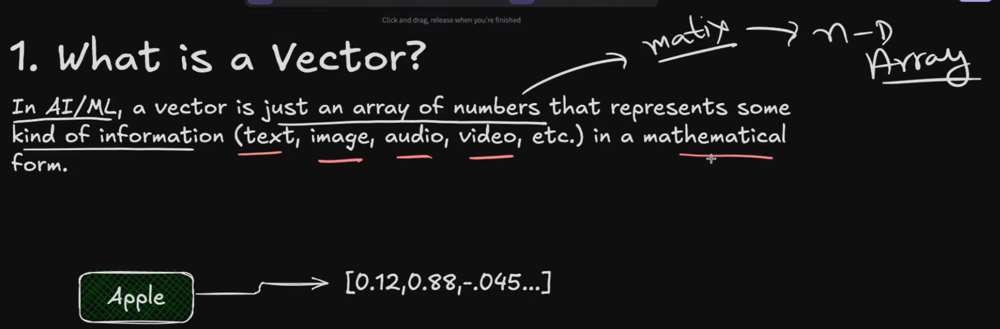 Click and drag, release when you're finished
matix → n-D
Array
1. What is a Vector?
In AI/ML, a vector is just an array of numbers that represents some
kind of information (text, image, audio, video, etc.) in a mathematical
form.
Apple
[0.12,0.88,-.045...]